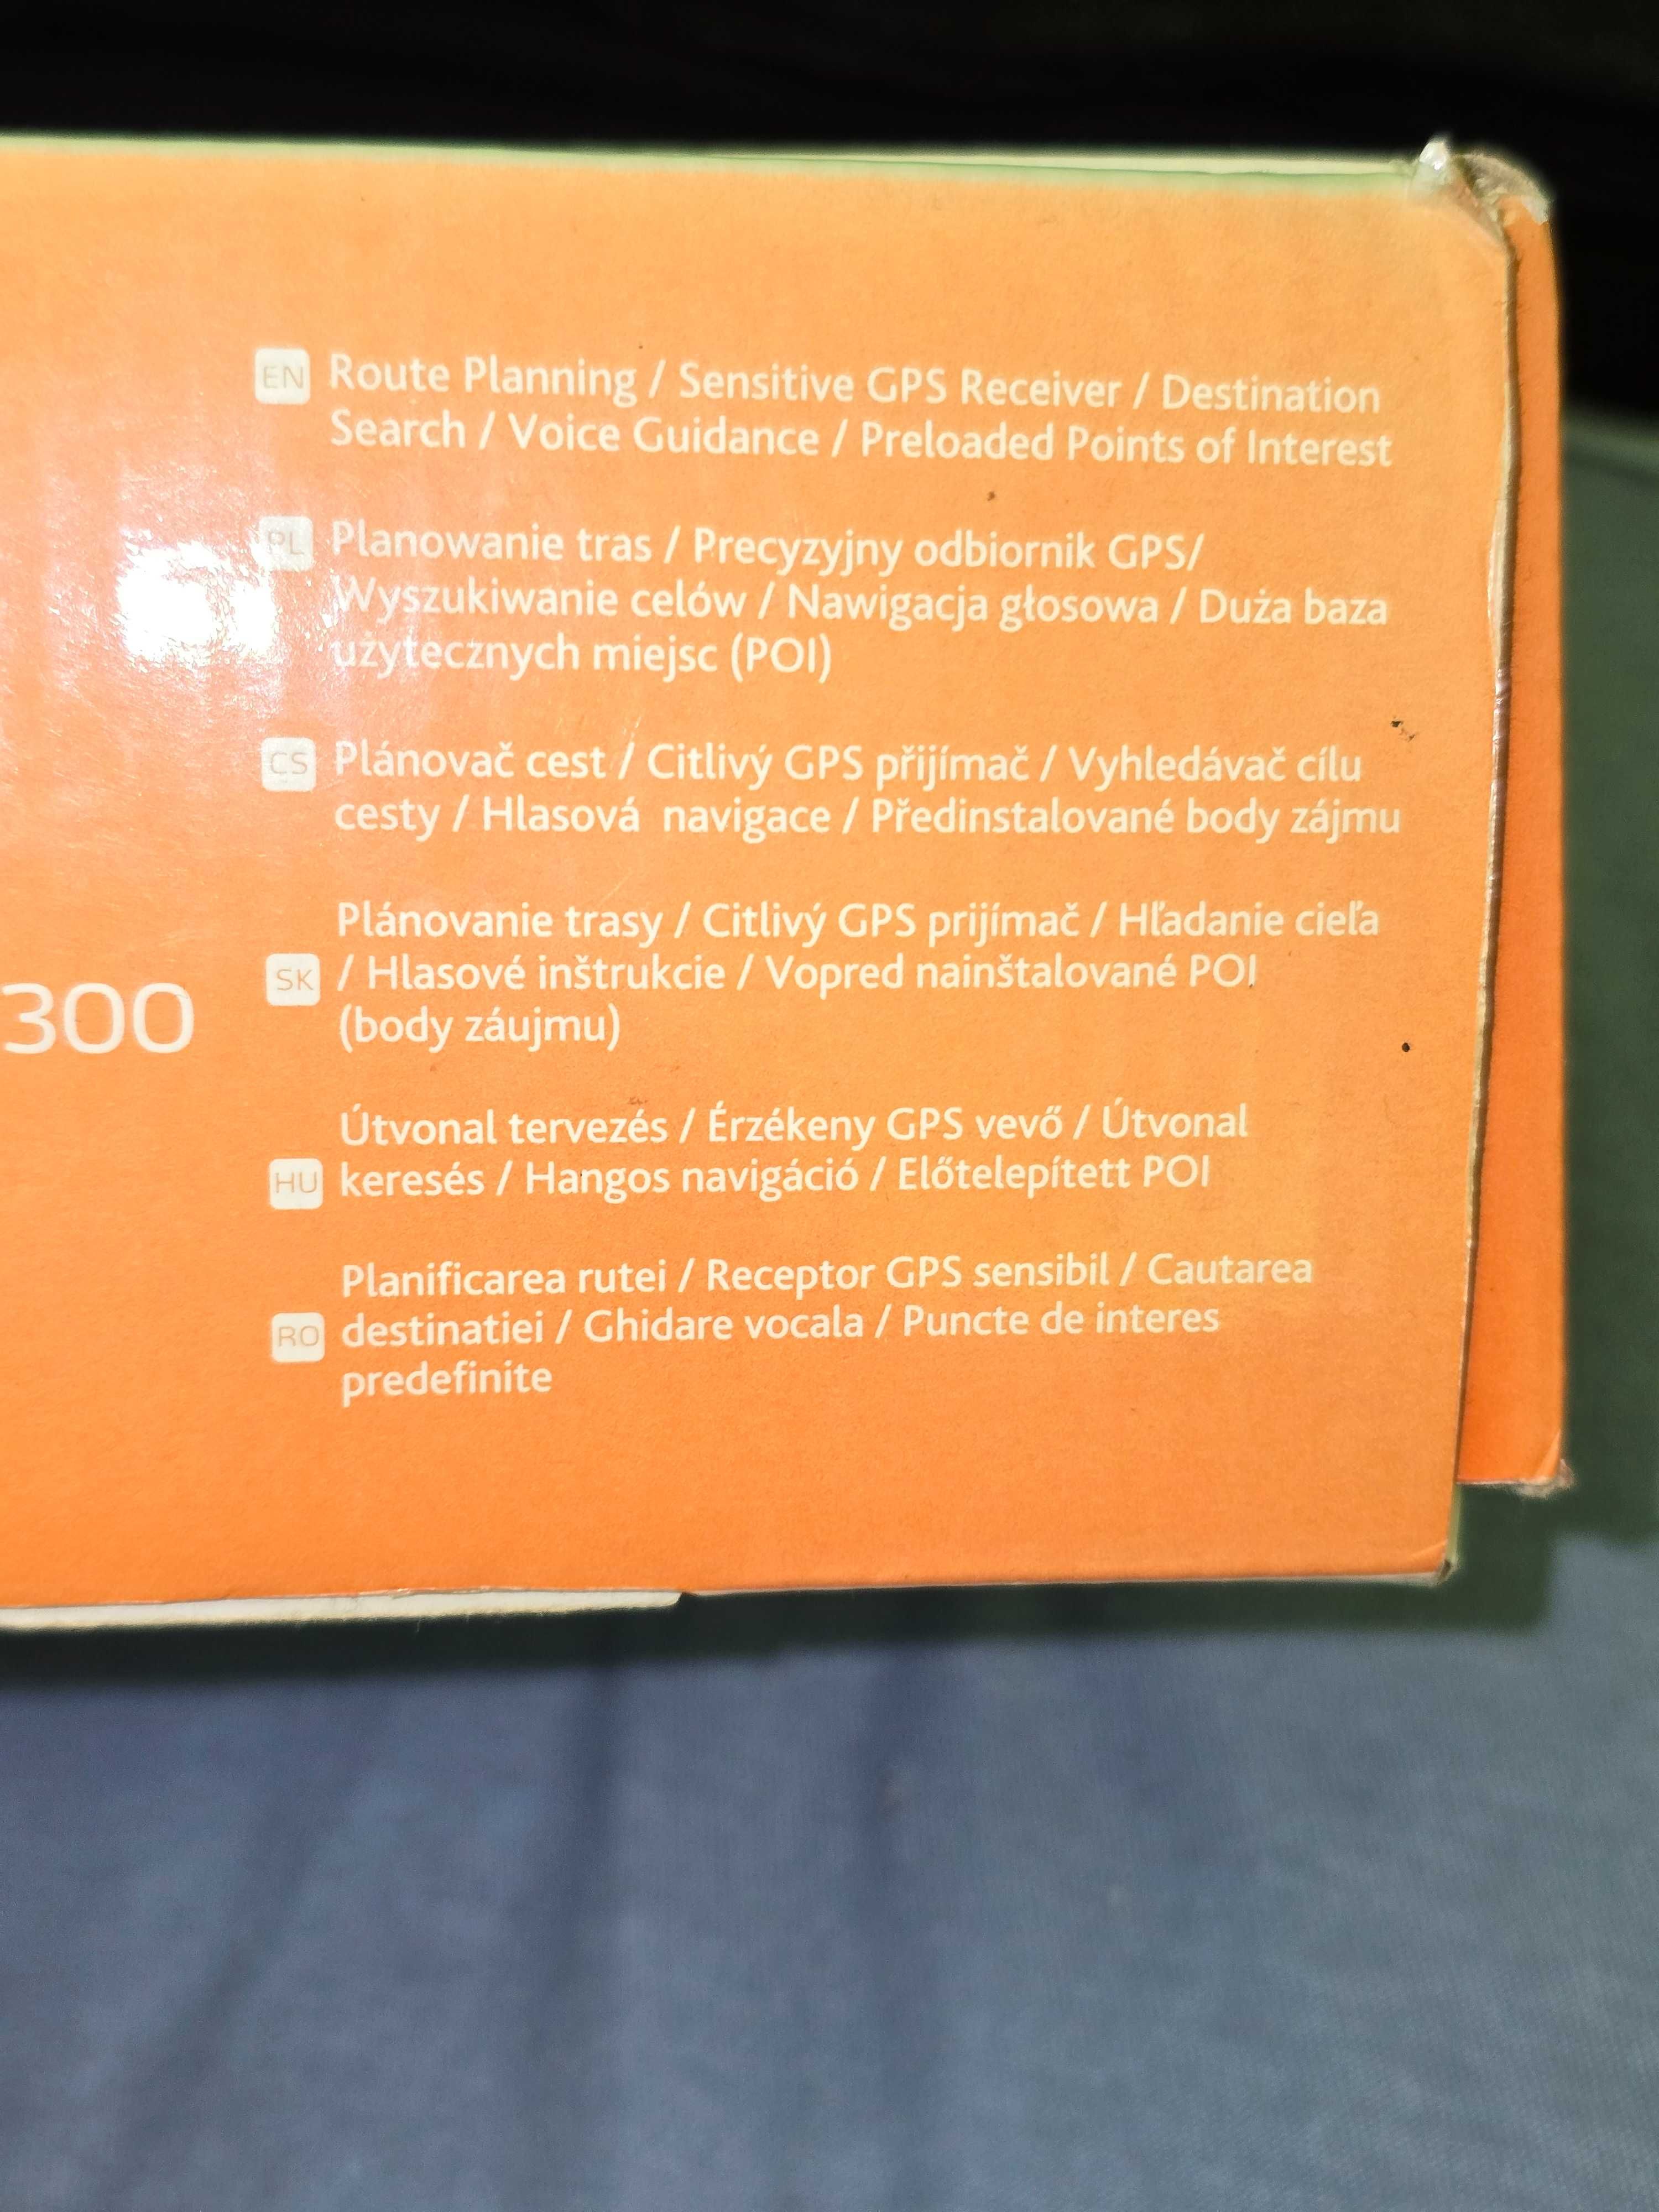 EN Route Planning / Sensitive GPS Receiver / Destination
Search / Voice Guidance / Preloaded Points of Interest
PL Planowanie tras / Precyzyjny odbiornik GPS/
Wyszukiwanie celów / Nawigacja głosowa / Duża baza
użytecznych miejsc (POI)
CS Plánovač cest / Citlivý GPS přijímač / Vyhledávač cílu
cesty / Hlasová navigace / Předinstalované body zájmu
Plánovanie trasy / Citlivý GPS prijímač / Hľadanie cieľa
SK / Hlasové inštrukcie / Vopred nainštalované POI
(body záujmu)
300
Útvonal tervezés / Érzékeny GPS vevő / Útvonal
HU keresés / Hangos navigáció / Előtelepített POI
Planificarea rutei / Receptor GPS sensibil / Cautarea
RO destinatiei / Ghidare vocala / Puncte de interes
predefinite